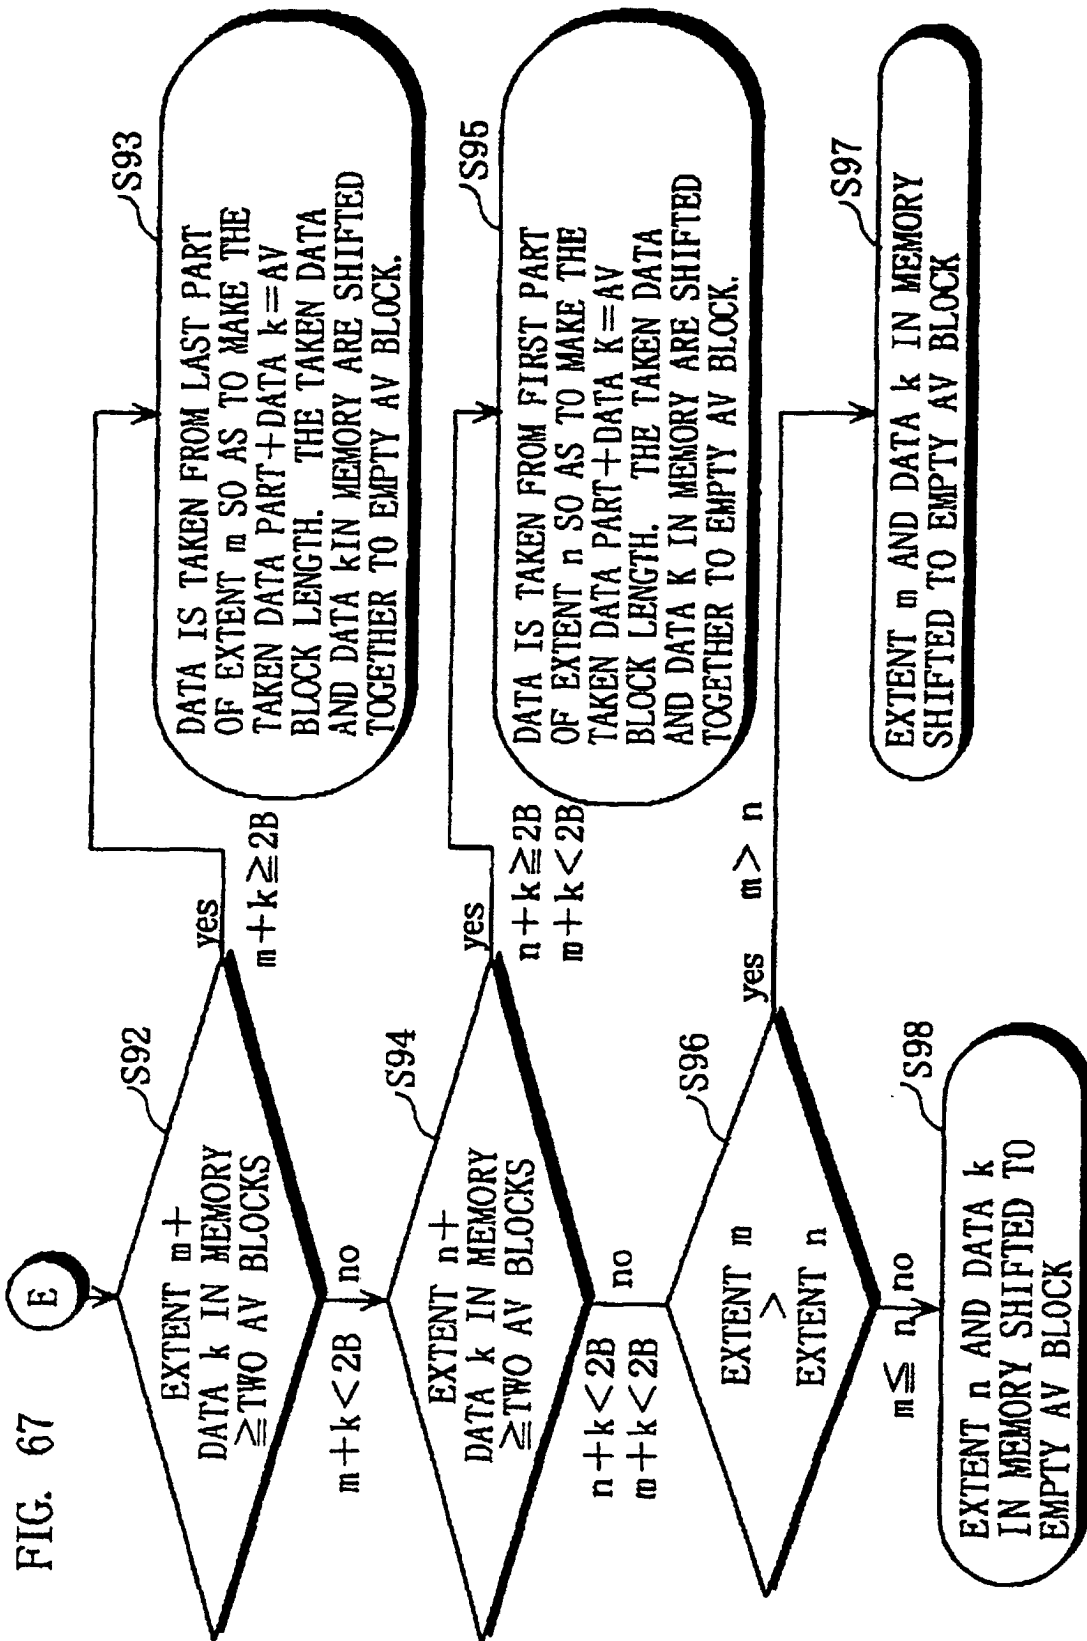 FIG. 67
E
S92
EXTENT m+
DATA k IN MEMORY
≧TWO AV BLOCKS
yes
m+k≧2B
S93
DATA IS TAKEN FROM LAST PART
OF EXTENT m SO AS TO MAKE THE
TAKEN DATA PART+DATA k=AV
BLOCK LENGTH. THE TAKEN DATA
AND DATA kIN MEMORY ARE SHIFTED
TOGETHER TO EMPTY AV BLOCK.
m+k<2B
no
S94
EXTENT n+
DATA k IN MEMORY
≧TWO AV BLOCKS
yes
n+k≧2B
m+k<2B
S95
DATA IS TAKEN FROM FIRST PART
OF EXTENT n SO AS TO MAKE THE
TAKEN DATA PART+DATA K=AV
BLOCK LENGTH. THE TAKEN DATA
AND DATA K IN MEMORY ARE SHIFTED
TOGETHER TO EMPTY AV BLOCK.
no
n+k<2B
m+k<2B
S96
EXTENT m
>
EXTENT n
yes
m>n
S97
EXTENT m AND DATA k IN MEMORY
SHIFTED TO EMPTY AV BLOCK
m≦n
no
S98
EXTENT n AND DATA k
IN MEMORY SHIFTED TO
EMPTY AV BLOCK